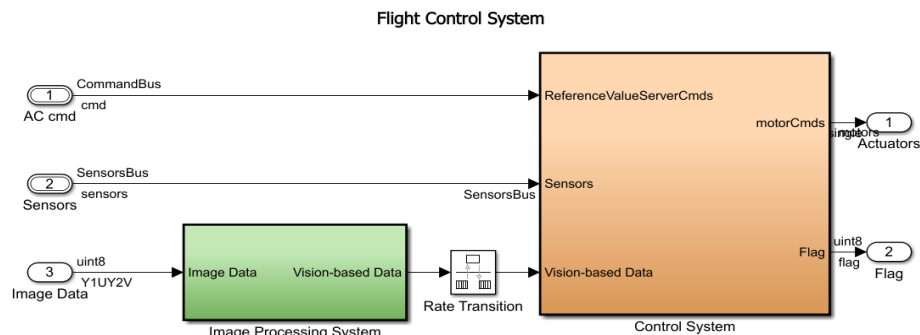 Flight Control System
CommandBus
1
cmd
AC cmd
ReferenceValueServerCmds
motorCmds
1
single
motors
Actuators
SensorsBus
2
sensors
Sensors
SensorsBus
Sensors
uint8
3
Y1UY2V
Image Data
Image Data
Vision-based Data
Image Processing System
Rate Transition
Vision-based Data
Flag
uint8
2
flag
Flag
Control System